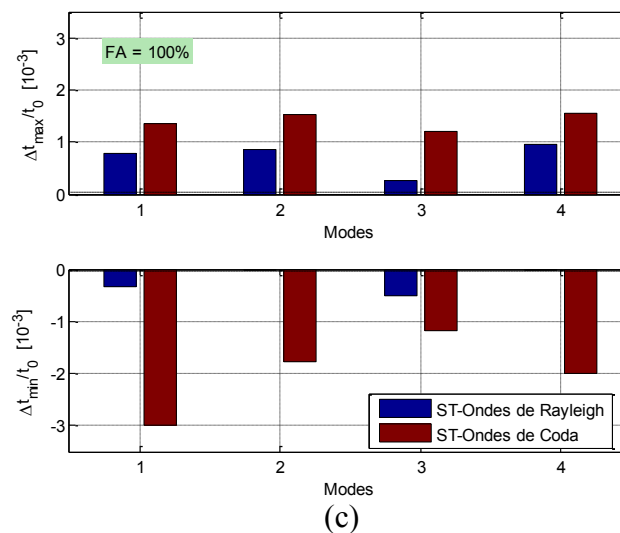 FA = 100%
Δt_max/t_0 [10^-3]
3
2
1
0
1 2 3 4
Modes
Δt_min/t_0 [10^-3]
0
-1
-2
-3
ST-Ondes de Rayleigh
ST-Ondes de Coda
1 2 3 4
Modes
(c)